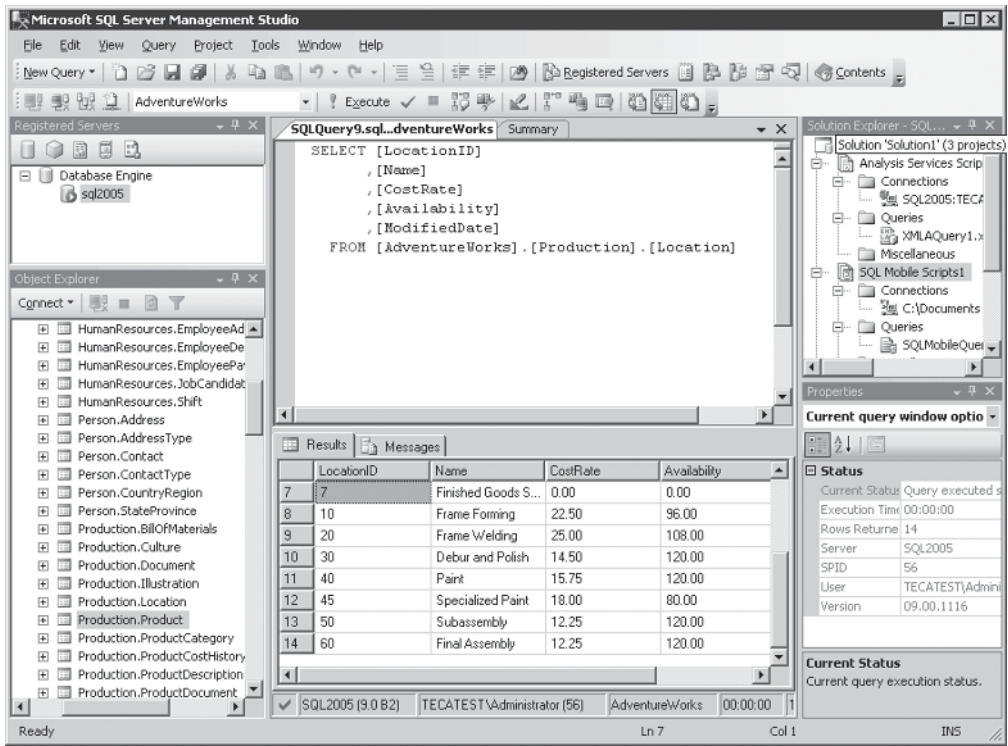 Microsoft SQL Server Management Studio
File Edit View Query Project Tools Window Help
New Query Registered Servers Contents
AdventureWorks Execute
Registered Servers
Database Engine
sql2005
Object Explorer
Connect
HumanResources.EmployeeAd
HumanResources.EmployeeDe
HumanResources.EmployeePa
HumanResources.JobCandidat
HumanResources.Shift
Person.Address
Person.AddressType
Person.Contact
Person.ContactType
Person.CountryRegion
Person.StateProvince
Production.BillOfMaterials
Production.Culture
Production.Document
Production.Illustration
Production.Location
Production.Product
Production.ProductCategory
Production.ProductCostHistory
Production.ProductDescription
Production.ProductDocument
SQLQuery9.sql...dventureWorks Summary
SELECT [LocationID]
,[Name]
,[CostRate]
,[Availability]
,[ModifiedDate]
FROM [AdventureWorks].[Production].[Location]
Results Messages
LocationID Name CostRate Availability
7 7 Finished Goods S... 0.00 0.00
8 10 Frame Forming 22.50 96.00
9 20 Frame Welding 25.00 108.00
10 30 Debur and Polish 14.50 120.00
11 40 Paint 15.75 120.00
12 45 Specialized Paint 18.00 80.00
13 50 Subassembly 12.25 120.00
14 60 Final Assembly 12.25 120.00
SQL2005 (9.0 B2) TECATEST\Administrator (56) AdventureWorks 00:00:00 1
Solution Explorer - SQL...
Solution 'Solution1' (3 projects)
Analysis Services Scrip
Connections
SQL2005:TECA
Queries
XMLAQuery1.x
Miscellaneous
SQL Mobile Scripts1
Connections
C:\Documents
Queries
SQLMobileQuer
Properties
Current query window optio
Status
Current Status Query executed s
Execution Time 00:00:00
Rows Returne 14
Server SQL2005
SPID 56
User TECATEST\Admini
Version 09.00.1116
Current Status
Current query execution status.
Ready Ln 7 Col 1 INS